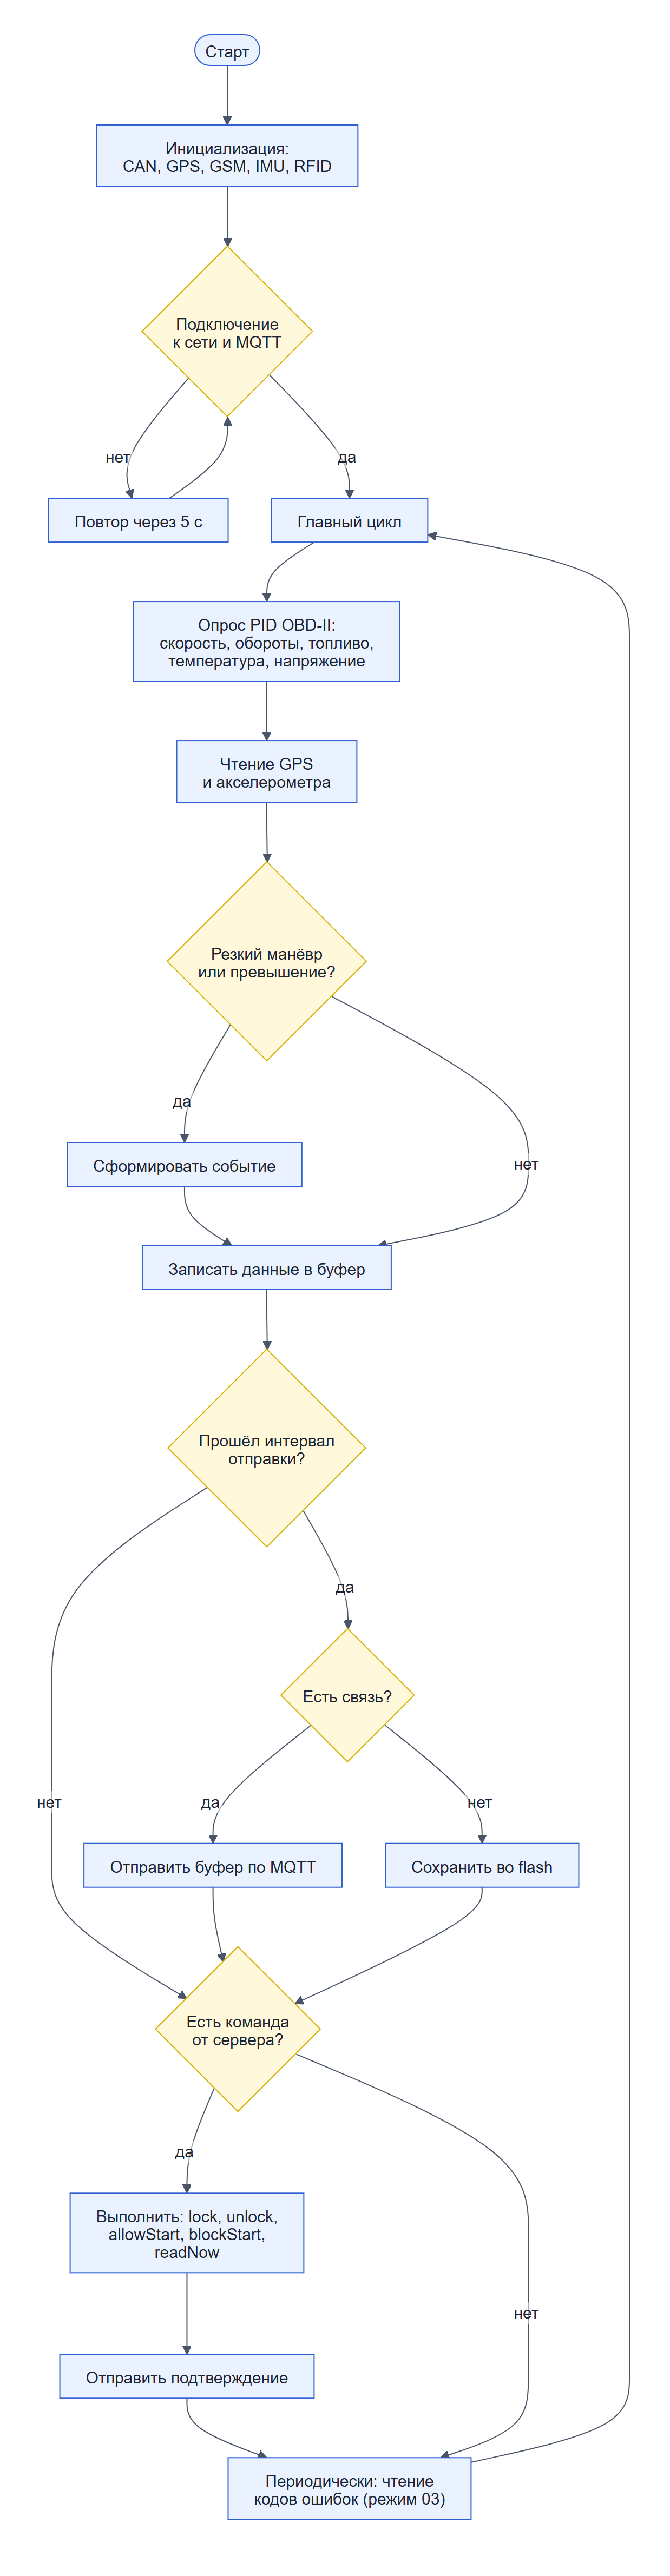 Старт
Инициализация:
CAN, GPS, GSM, IMU, RFID
Подключение
к сети и MQTT
нет
да
Повтор через 5 с
Главный цикл
Опрос PID OBD-II:
скорость, обороты, топливо,
температура, напряжение
Чтение GPS
и акселерометра
Резкий манёвр
или превышение?
да
Сформировать событие
нет
Записать данные в буфер
Прошёл интервал
отправки?
да
Есть связь?
нет
да
нет
Отправить буфер по MQTT
Сохранить во flash
Есть команда
от сервера?
да
Выполнить: lock, unlock,
allowStart, blockStart,
readNow
нет
Отправить подтверждение
Периодически: чтение
кодов ошибок (режим 03)